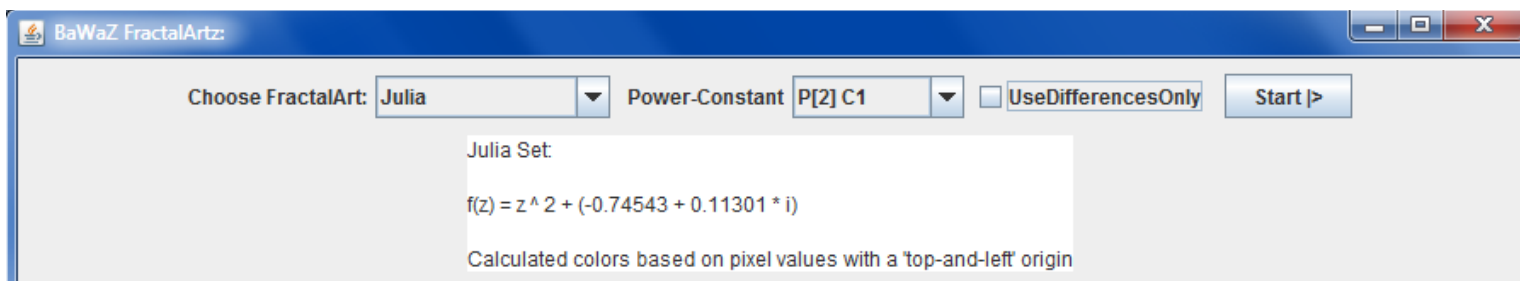 BaWaZ FractalArtz:
Choose FractalArt: Julia Power-Constant P[2] C1 UseDifferencesOnly Start |>
Julia Set:
f(z) = z ^ 2 + (-0.74543 + 0.11301 * i)
Calculated colors based on pixel values with a 'top-and-left' origin